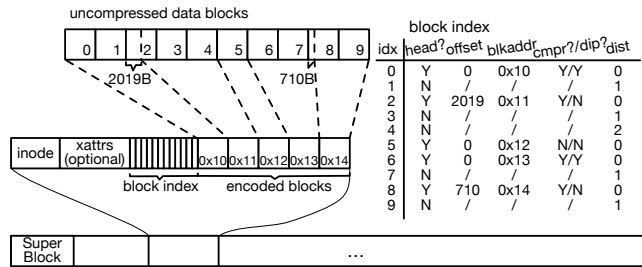 uncompressed data blocks
0 1 2 3 4 5 6 7 8 9
2019B 710B
inode xattrs (optional) 0x10 0x11 0x12 0x13 0x14
block index encoded blocks
Super Block ...
block index
idx head? offset blkaddr cmpr?/dip? dist
0 Y 0 0x10 Y/Y 0
1 N / / / 1
2 Y 2019 0x11 Y/N 0
3 N / / / 1
4 N / / / 2
5 Y 0 0x12 N/N 0
6 Y 0 0x13 Y/Y 0
7 N / / / 1
8 Y 710 0x14 Y/N 0
9 N / / / 1